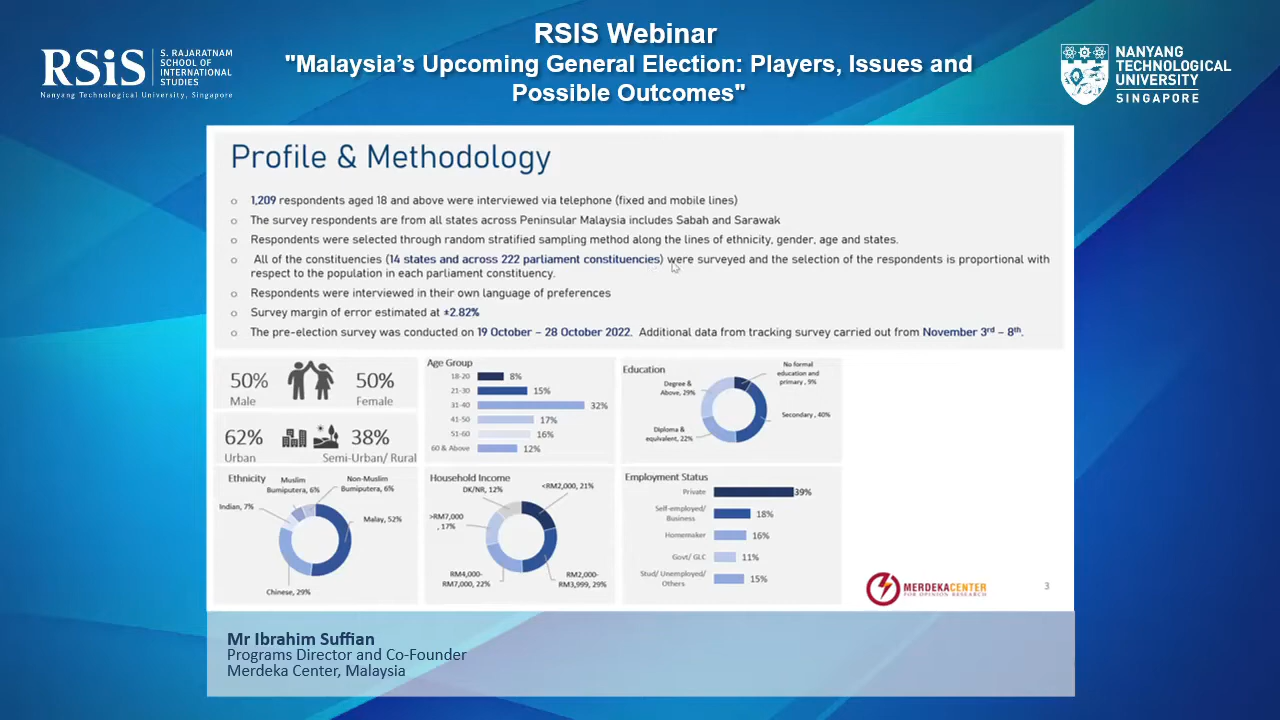 RSIS Webinar
"Malaysia's Upcoming General Election: Players, Issues and
Possible Outcomes"
RSiS
S. RAJARATNAM
SCHOOL OF
INTERNATIONAL
STUDIES
Nanyang Technological University, Singapore
NANYANG
TECHNOLOGICAL
UNIVERSITY
SINGAPORE
Profile & Methodology
o 1,209 respondents aged 18 and above were interviewed via telephone (fixed and mobile lines)
o The survey respondents are from all states across Peninsular Malaysia includes Sabah and Sarawak
o Respondents were selected through random stratified sampling method along the lines of ethnicity, gender, age and states.
o All of the constituencies (14 states and across 222 parliament constituencies) were surveyed and the selection of the respondents is proportional with
respect to the population in each parliament constituency.
o Respondents were interviewed in their own language of preferences
o Survey margin of error estimated at ±2.82%
o The pre-election survey was conducted on 19 October – 28 October 2022. Additional data from tracking survey carried out from November 3rd – 8th.
50%
Male
50%
Female
62%
Urban
38%
Semi-Urban/ Rural
Age Group
18-20 8%
21-30 15%
31-40 32%
41-50 17%
51-60 16%
60 & Above 12%
Education
No formal
education and
primary , 9%
Degree &
Above, 29%
Secondary , 40%
Diploma &
equivalent, 22%
Ethnicity
Muslim
Bumiputera, 6%
Non-Muslim
Bumiputera, 6%
Indian, 7%
Malay, 52%
Chinese, 29%
Household Income
DK/NR, 12%
<RM2,000, 21%
>RM7,000
, 17%
RM4,000-
RM7,000, 22%
RM2,000-
RM3,999, 29%
Employment Status
Private 39%
Self-employed/
Business 18%
Homemaker 16%
Govt/ GLC 11%
Stud/ Unemployed/
Others 15%
MERDEKACENTER
FOR OPINION RESEARCH
3
Mr Ibrahim Suffian
Programs Director and Co-Founder
Merdeka Center, Malaysia